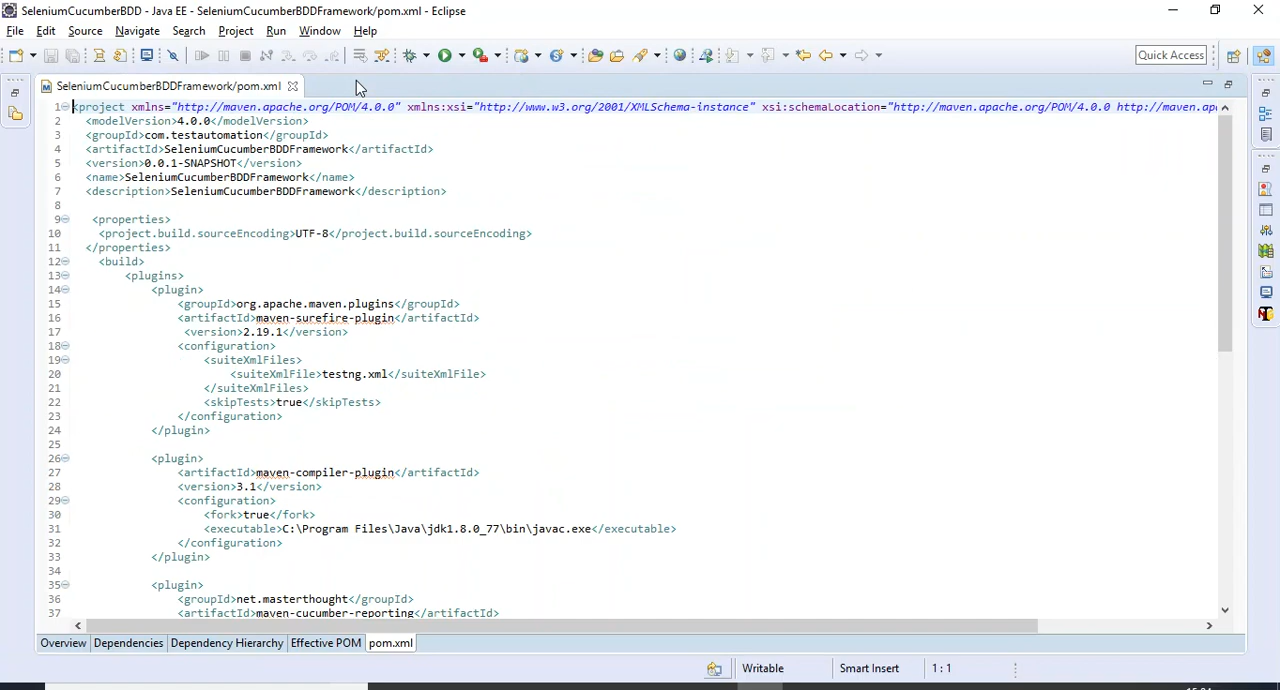 SeleniumCucumberBDD - Java EE - SeleniumCucumberBDDFramework/pom.xml - Eclipse
File Edit Source Navigate Search Project Run Window Help
Quick Access
SeleniumCucumberBDDFramework/pom.xml
1 <project xmlns="http://maven.apache.org/POM/4.0.0" xmlns:xsi="http://www.w3.org/2001/XMLSchema-instance" xsi:schemaLocation="http://maven.apache.org/POM/4.0.0 http://maven.ap
2 <modelVersion>4.0.0</modelVersion>
3 <groupId>com.testautomation</groupId>
4 <artifactId>SeleniumCucumberBDDFramework</artifactId>
5 <version>0.0.1-SNAPSHOT</version>
6 <name>SeleniumCucumberBDDFramework</name>
7 <description>SeleniumCucumberBDDFramework</description>
8
9 <properties>
10 <project.build.sourceEncoding>UTF-8</project.build.sourceEncoding>
11 </properties>
12 <build>
13 <plugins>
14 <plugin>
15 <groupId>org.apache.maven.plugins</groupId>
16 <artifactId>maven-surefire-plugin</artifactId>
17 <version>2.19.1</version>
18 <configuration>
19 <suiteXmlFiles>
20 <suiteXmlFile>testng.xml</suiteXmlFile>
21 </suiteXmlFiles>
22 <skipTests>true</skipTests>
23 </configuration>
24 </plugin>
25
26 <plugin>
27 <artifactId>maven-compiler-plugin</artifactId>
28 <version>3.1</version>
29 <configuration>
30 <fork>true</fork>
31 <executable>C:\Program Files\Java\jdk1.8.0_77\bin\javac.exe</executable>
32 </configuration>
33 </plugin>
34
35 <plugin>
36 <groupId>net.masterthought</groupId>
37 <artifactId>maven-cucumber-reporting</artifactId>
Overview Dependencies Dependency Hierarchy Effective POM pom.xml
Writable Smart Insert 1 : 1